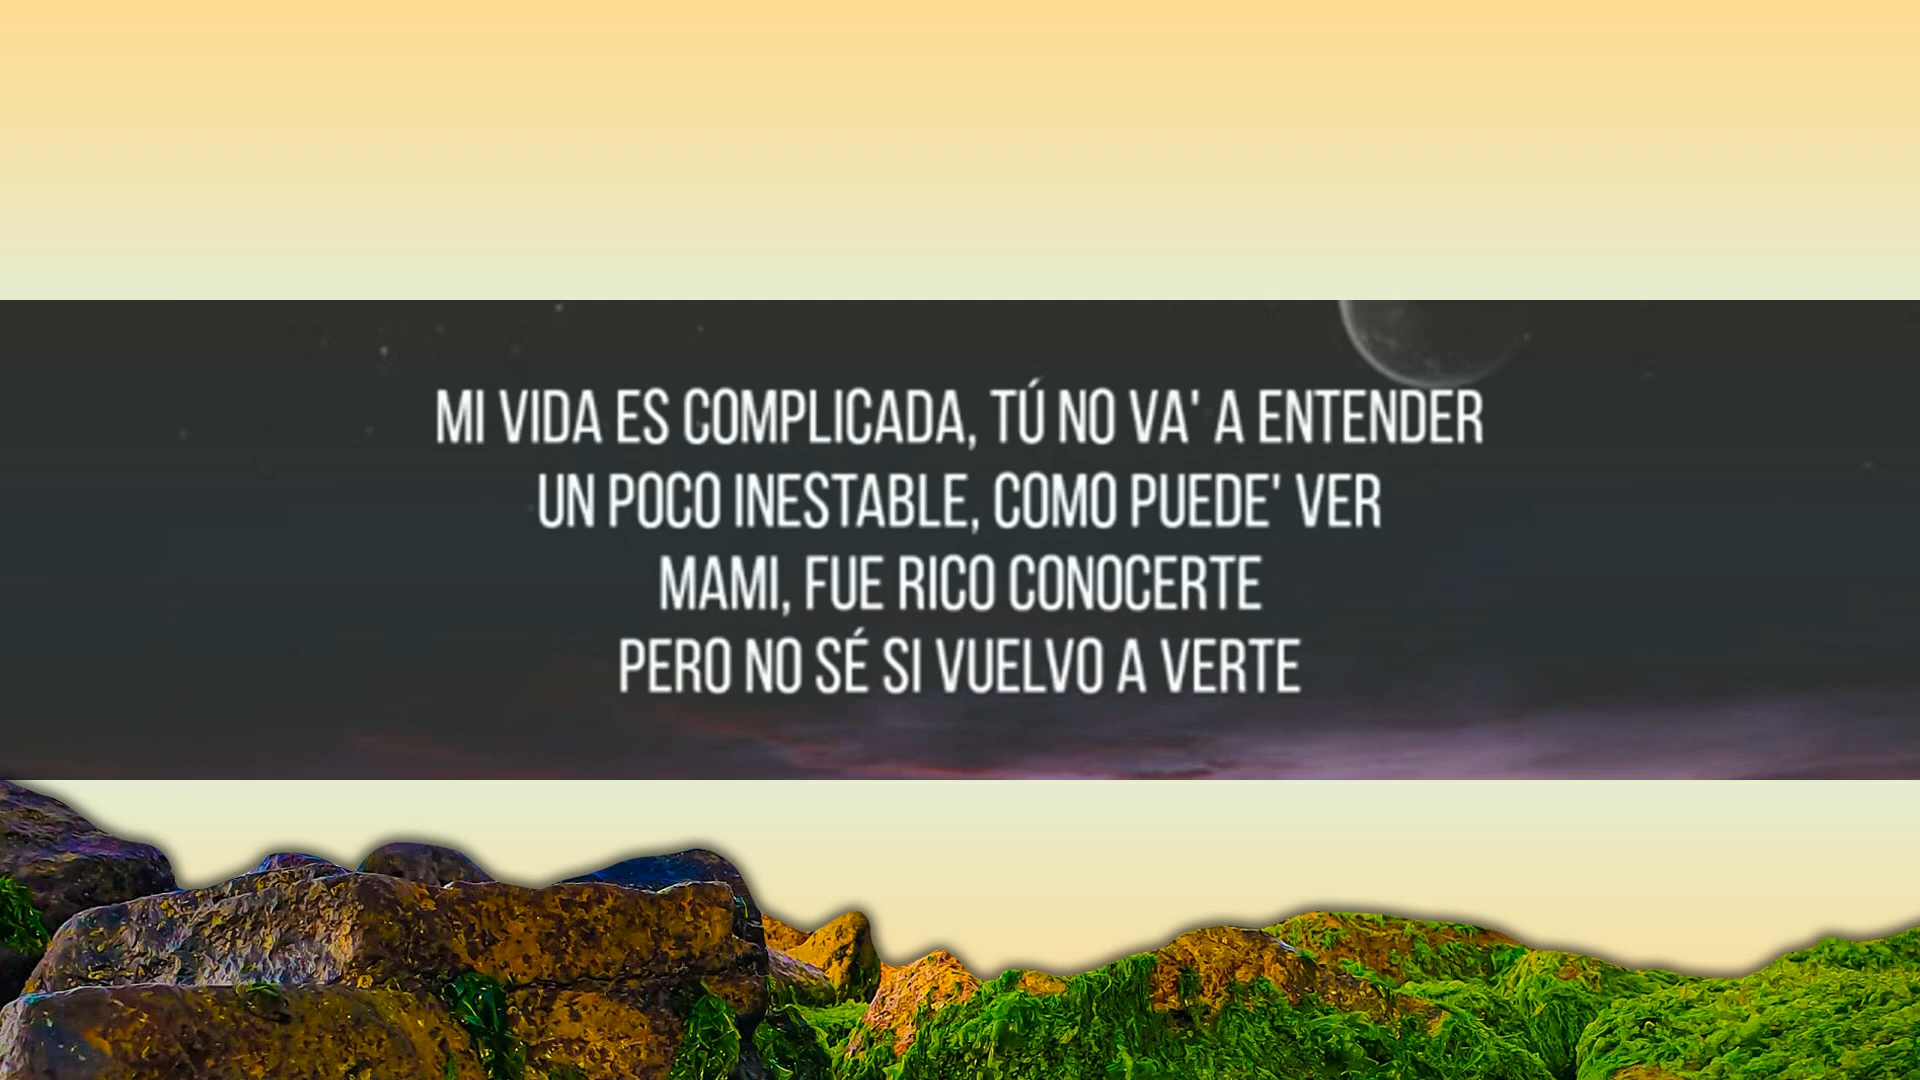 MI VIDA ES COMPLICADA, TÚ NO VA' A ENTENDER
UN POCO INESTABLE, COMO PUEDE' VER
MAMI, FUE RICO CONOCERTE
PERO NO SÉ SI VUELVO A VERTE